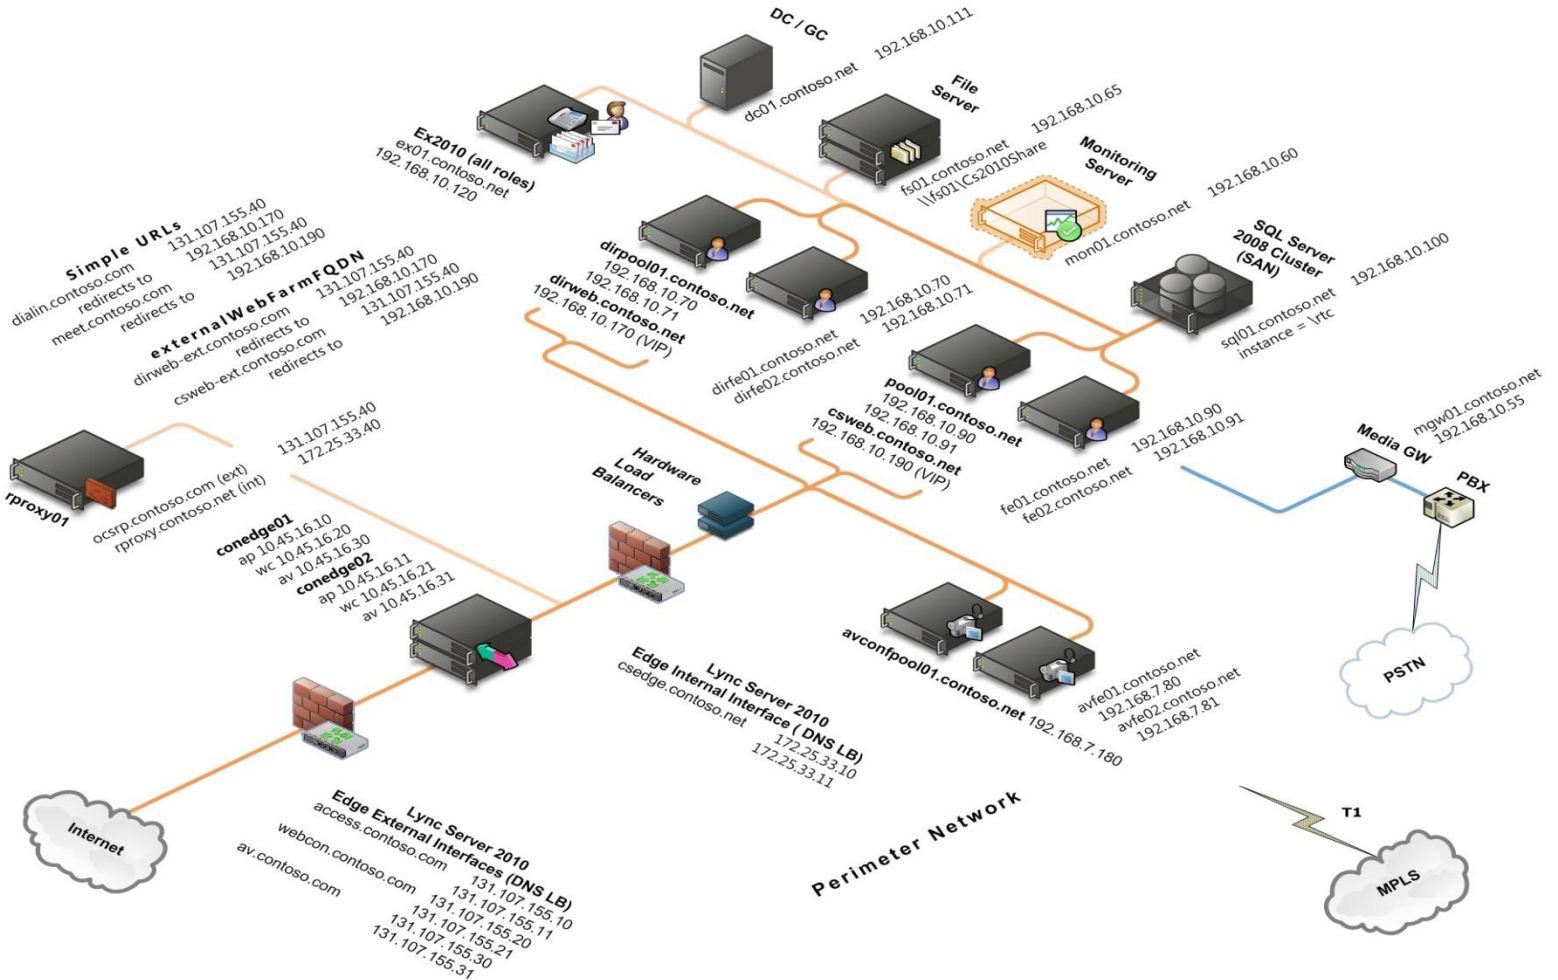 DC / GC
dc01.contoso.net 192.168.10.111
File
Server
fs01.contoso.net 192.168.10.65
\\fs01\Cs2010Share
Ex2010 (all roles)
ex01.contoso.net
192.168.10.120
Monitoring
Server
mon01.contoso.net 192.168.10.60
SQL Server
2008 Cluster
(SAN)
sql01.contoso.net 192.168.10.100
instance = \rtc
Simple URLs
dialin.contoso.com 131.107.155.40
redirects to 192.168.10.170
meet.contoso.com 131.107.155.40
redirects to 192.168.10.190
externalWebFarmFQDN
dirweb-ext.contoso.com 131.107.155.40
redirects to 192.168.10.170
csweb-ext.contoso.com 131.107.155.40
redirects to 192.168.10.190
dirpool01.contoso.net
192.168.10.70
192.168.10.71
dirweb.contoso.net
192.168.10.170 (VIP)
dirfe01.contoso.net 192.168.10.70
dirfe02.contoso.net 192.168.10.71
pool01.contoso.net
192.168.10.90
192.168.10.91
csweb.contoso.net
192.168.10.190 (VIP)
fe01.contoso.net 192.168.10.90
fe02.contoso.net 192.168.10.91
Media GW
mgw01.contoso.net
192.168.10.55
PBX
PSTN
rproxy01
ocsrp.contoso.com (ext) 131.107.155.40
rproxy.contoso.net (int) 172.25.33.40
Hardware
Load
Balancers
conedge01
ap 10.45.16.10
wc 10.45.16.20
av 10.45.16.30
conedge02
ap 10.45.16.11
wc 10.45.16.21
av 10.45.16.31
Lync Server 2010
Edge Internal Interface ( DNS LB)
csedge.contoso.net 172.25.33.10
172.25.33.11
avconfpool01.contoso.net 192.168.7.180
avfe01.contoso.net
192.168.7.80
avfe02.contoso.net
192.168.7.81
Internet
Lync Server 2010
Edge External Interfaces (DNS LB)
access.contoso.com 131.107.155.10
131.107.155.11
webcon.contoso.com 131.107.155.20
131.107.155.21
av.contoso.com 131.107.155.30
131.107.155.31
Perimeter Network
T1
MPLS